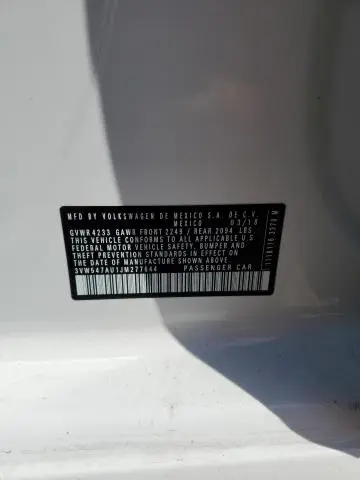 MFD BY VOLKSWAGEN DE MEXICO S.A. DE C.V.
MEXICO 03/18
GVWR 4233 GAWR FRONT 2249 / REAR 2094 LBS.
THIS VEHICLE CONFORMS TO ALL APPLICABLE U.S
FEDERAL MOTOR VEHICLE SAFETY, BUMPER AND
THEFT PREVENTION STANDARDS IN EFFECT ON THE
DATE OF MANUFACTURE SHOWN ABOVE.
3VW547AU1JM277644 PASSENGER CAR